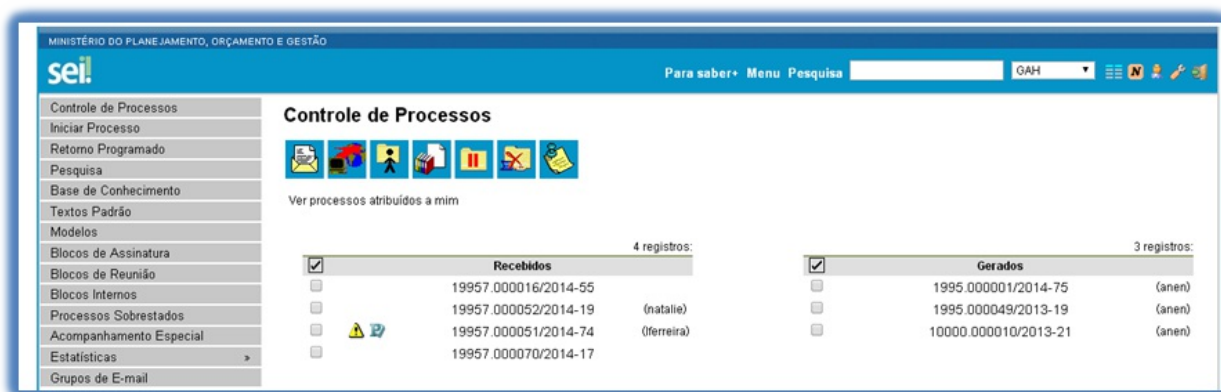 MINISTÉRIO DO PLANEJAMENTO, ORÇAMENTO E GESTÃO
sei!
Para saber+ Menu Pesquisa GAH
Controle de Processos
Iniciar Processo
Retorno Programado
Pesquisa
Base de Conhecimento
Textos Padrão
Modelos
Blocos de Assinatura
Blocos de Reunião
Blocos Internos
Processos Sobrestados
Acompanhamento Especial
Estatísticas »
Grupos de E-mail
Controle de Processos
Ver processos atribuídos a mim
4 registros:
Recebidos
19957.000016/2014-55
19957.000052/2014-19 (natalie)
19957.000051/2014-74 (lferreira)
19957.000070/2014-17
3 registros:
Gerados
1995.000001/2014-75 (anen)
1995.000049/2013-19 (anen)
10000.000010/2013-21 (anen)